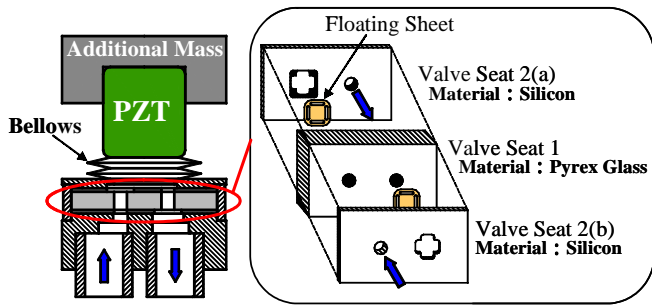 Additional Mass
PZT
Bellows
Floating Sheet
Valve Seat 2(a)
Material：Silicon
Valve Seat 1
Material：Pyrex Glass
Valve Seat 2(b)
Material：Silicon